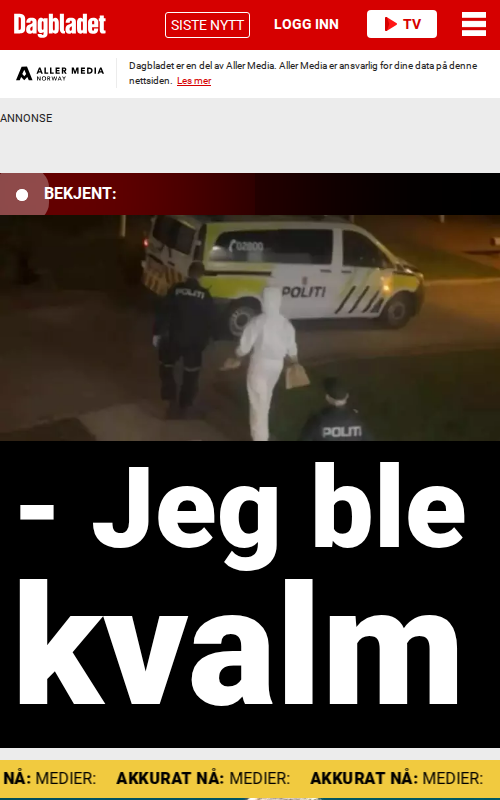 Dagbladet
SISTE NYTT
LOGG INN
TV
ALLER MEDIA
NORWAY
Dagbladet er en del av Aller Media. Aller Media er ansvarlig for dine data på denne
nettsiden. Les mer
ANNONSE
BEKJENT:
02800
POLITI
POLITI
POLITI
- Jeg ble
kvalm
NÅ: MEDIER: AKKURAT NÅ: MEDIER: AKKURAT NÅ: MEDIER: